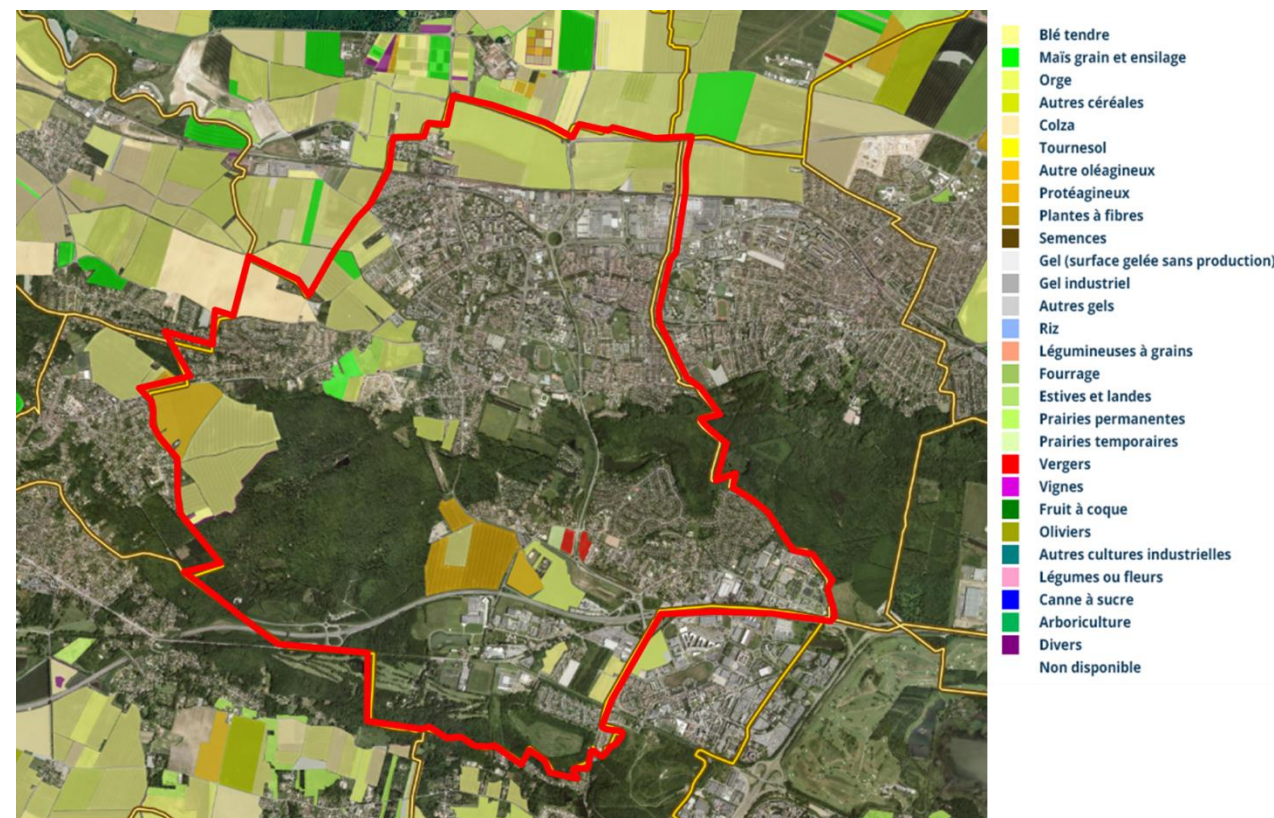 Blé tendre
Maïs grain et ensilage
Orge
Autres céréales
Colza
Tournesol
Autre oléagineux
Protéagineux
Plantes à fibres
Semences
Gel (surface gelée sans production)
Gel industriel
Autres gels
Riz
Légumineuses à grains
Fourrage
Estives et landes
Prairies permanentes
Prairies temporaires
Vergers
Vignes
Fruit à coque
Oliviers
Autres cultures industrielles
Légumes ou fleurs
Canne à sucre
Arboriculture
Divers
Non disponible